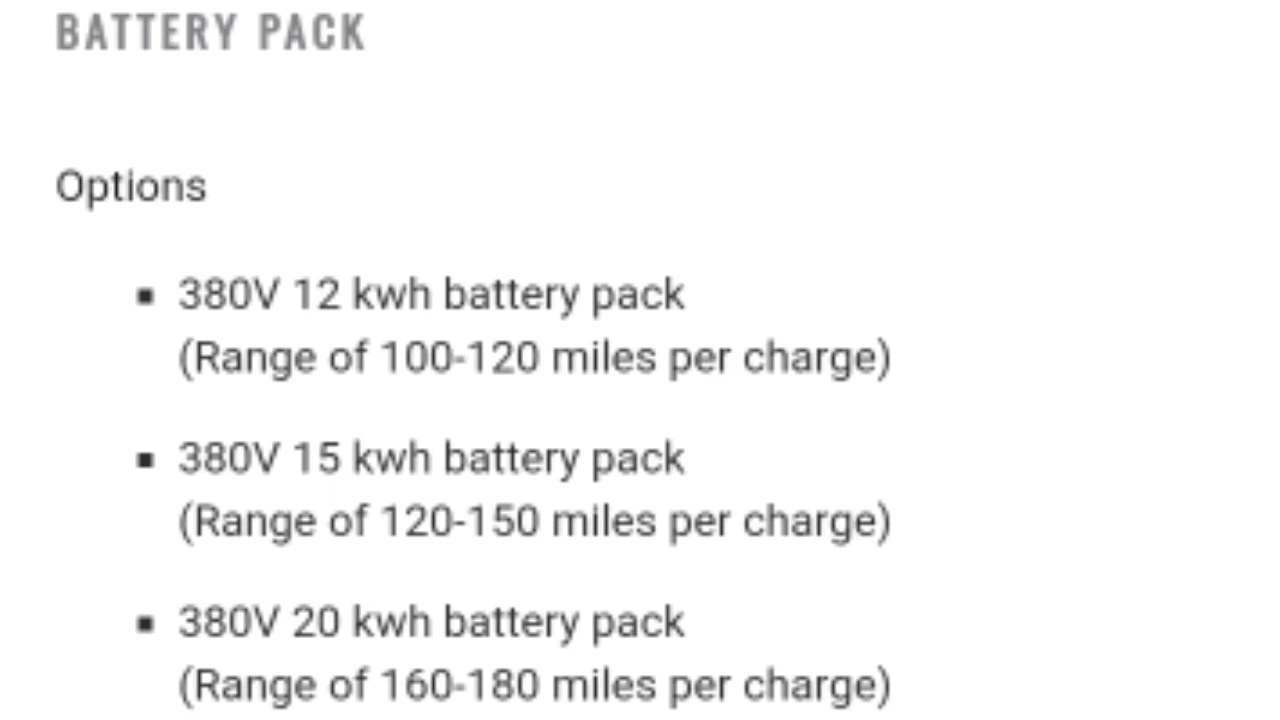 BATTERY PACK
Options
▪ 380V 12 kwh battery pack
(Range of 100-120 miles per charge)
▪ 380V 15 kwh battery pack
(Range of 120-150 miles per charge)
▪ 380V 20 kwh battery pack
(Range of 160-180 miles per charge)